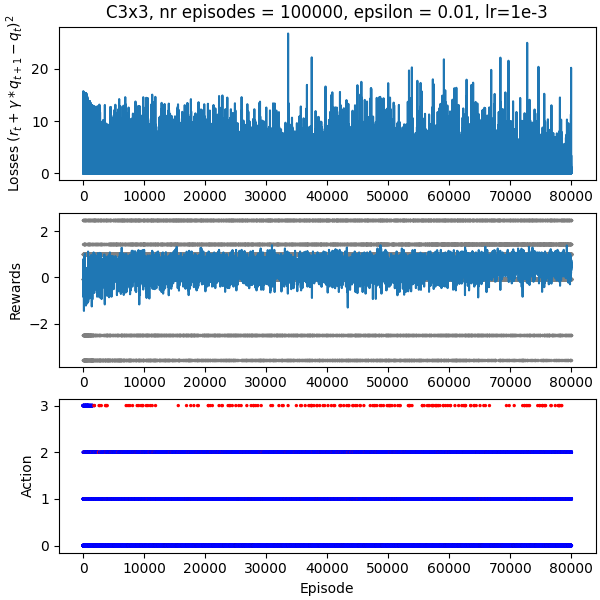 C3x3, nr episodes = 100000, epsilon = 0.01, lr=1e-3
Losses $(r_t + \gamma * q_{t+1} - q_t)^2$
20
10
0
0 10000 20000 30000 40000 50000 60000 70000 80000
Rewards
2
0
−2
0 10000 20000 30000 40000 50000 60000 70000 80000
Action
3
2
1
0
0 10000 20000 30000 40000 50000 60000 70000 80000
Episode